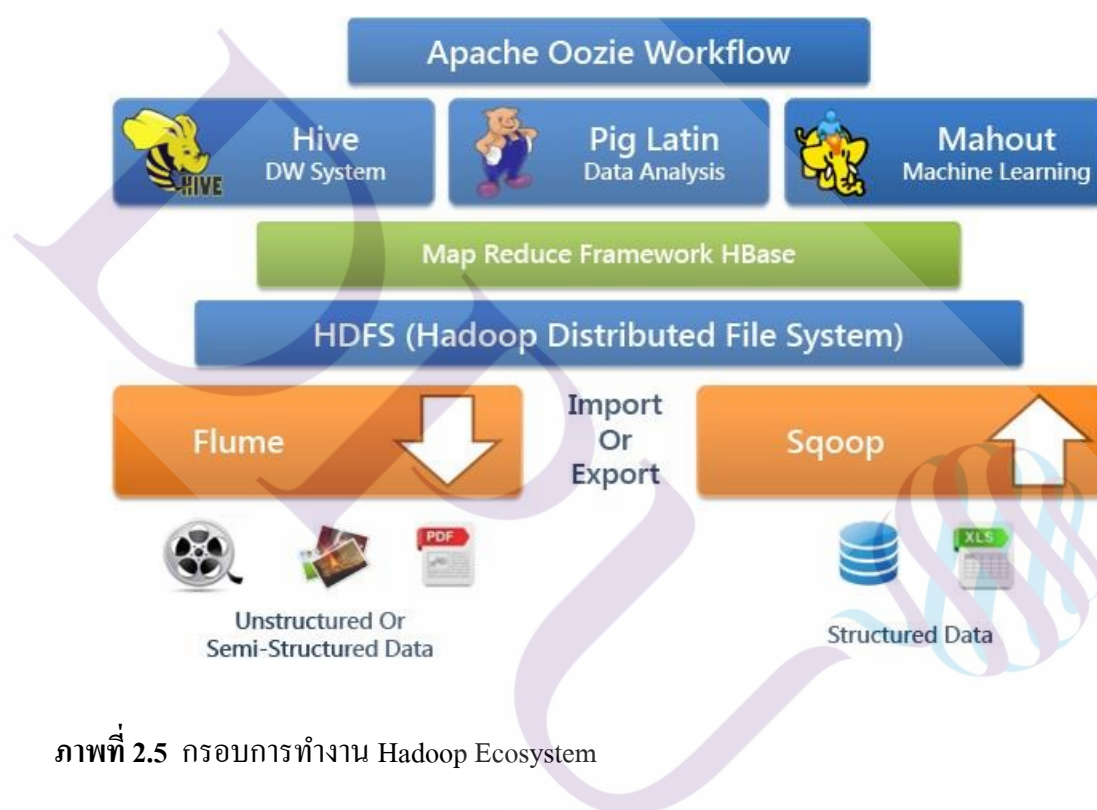 Apache Oozie Workflow
Hive
DW System
HIVE
Pig Latin
Data Analysis
Mahout
Machine Learning
Map Reduce Framework HBase
HDFS (Hadoop Distributed File System)
Flume
Import
Or
Export
Sqoop
PDF
XLS
Unstructured Or
Semi-Structured Data
Structured Data
ภาพที่ 2.5 กรอบการทำงาน Hadoop Ecosystem
DPU